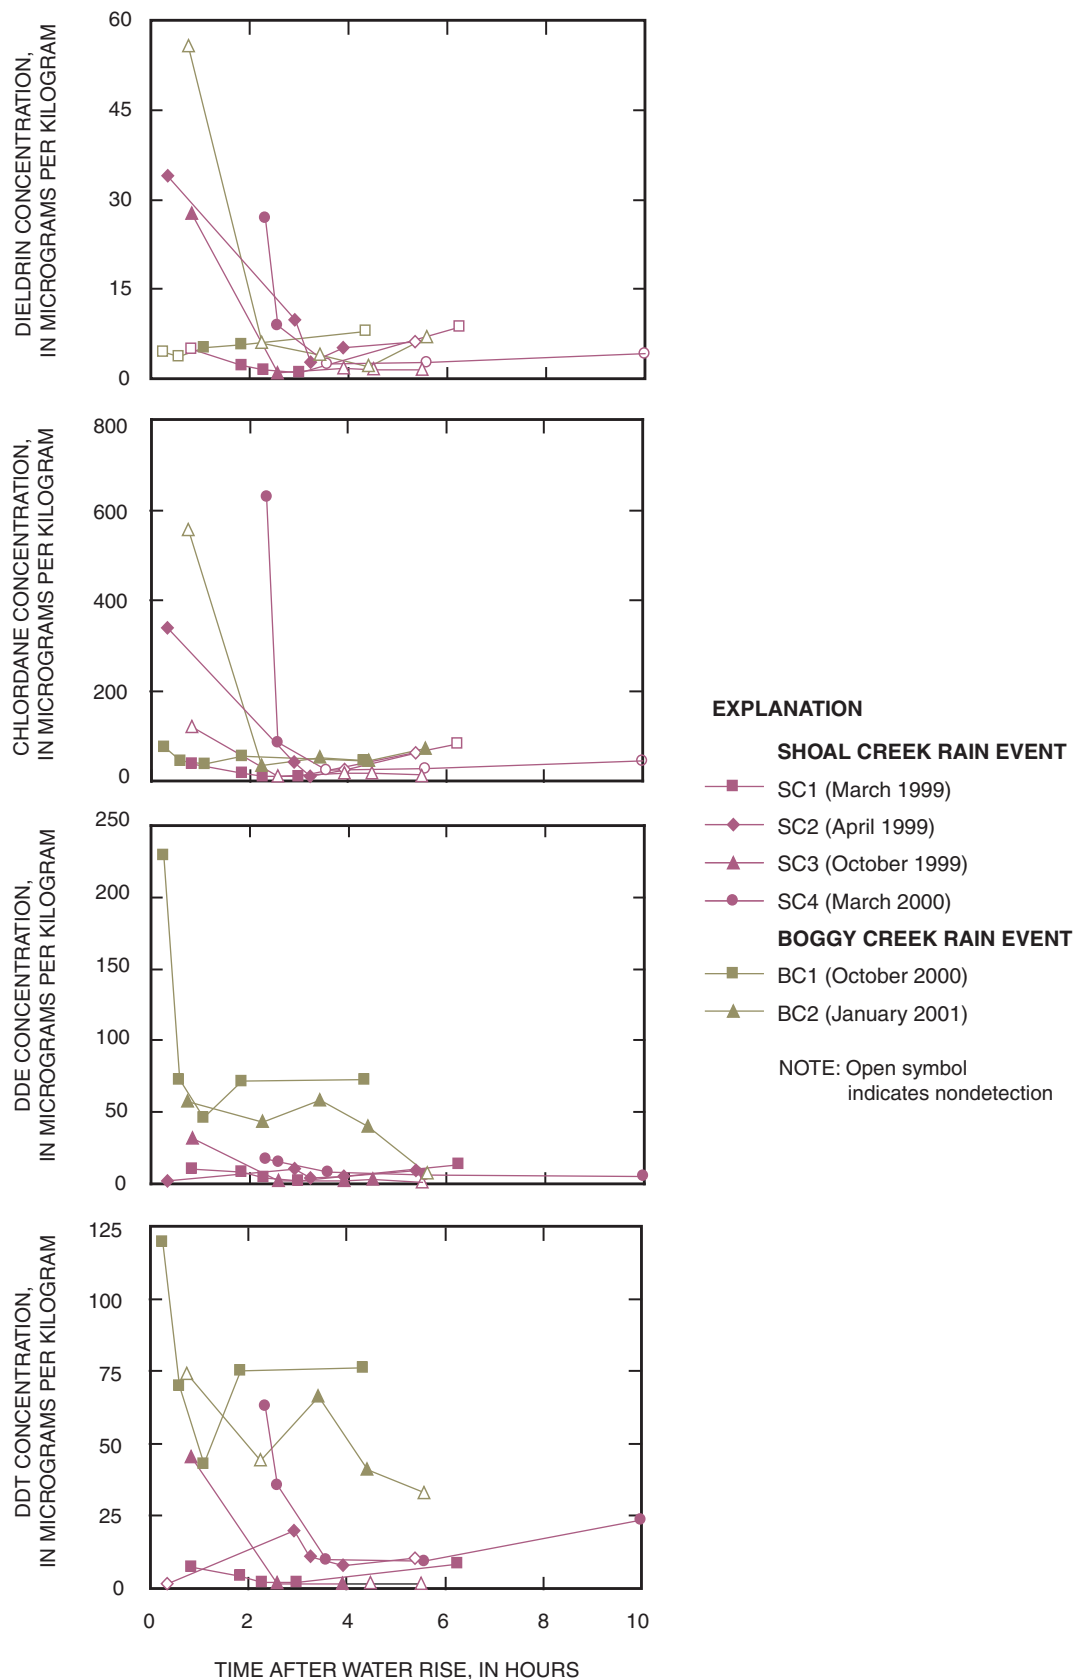 DIELDRIN CONCENTRATION,
IN MICROGRAMS PER KILOGRAM
60
45
30
15
0
CHLORDANE CONCENTRATION,
IN MICROGRAMS PER KILOGRAM
800
600
400
200
0
DDE CONCENTRATION,
IN MICROGRAMS PER KILOGRAM
250
200
150
100
50
0
DDT CONCENTRATION,
IN MICROGRAMS PER KILOGRAM
125
100
75
50
25
0
0 2 4 6 8 10
TIME AFTER WATER RISE, IN HOURS
EXPLANATION
SHOAL CREEK RAIN EVENT
SC1 (March 1999)
SC2 (April 1999)
SC3 (October 1999)
SC4 (March 2000)
BOGGY CREEK RAIN EVENT
BC1 (October 2000)
BC2 (January 2001)
NOTE: Open symbol
indicates nondetection